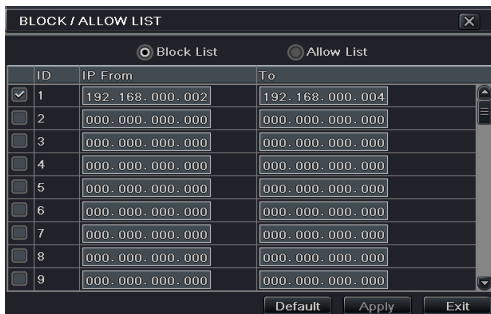 BLOCK / ALLOW LIST
Block List Allow List
ID IP From To
1 192.168.000.002 192.168.000.004
2 000.000.000.000 000.000.000.000
3 000.000.000.000 000.000.000.000
4 000.000.000.000 000.000.000.000
5 000.000.000.000 000.000.000.000
6 000.000.000.000 000.000.000.000
7 000.000.000.000 000.000.000.000
8 000.000.000.000 000.000.000.000
9 000.000.000.000 000.000.000.000
Default Apply Exit